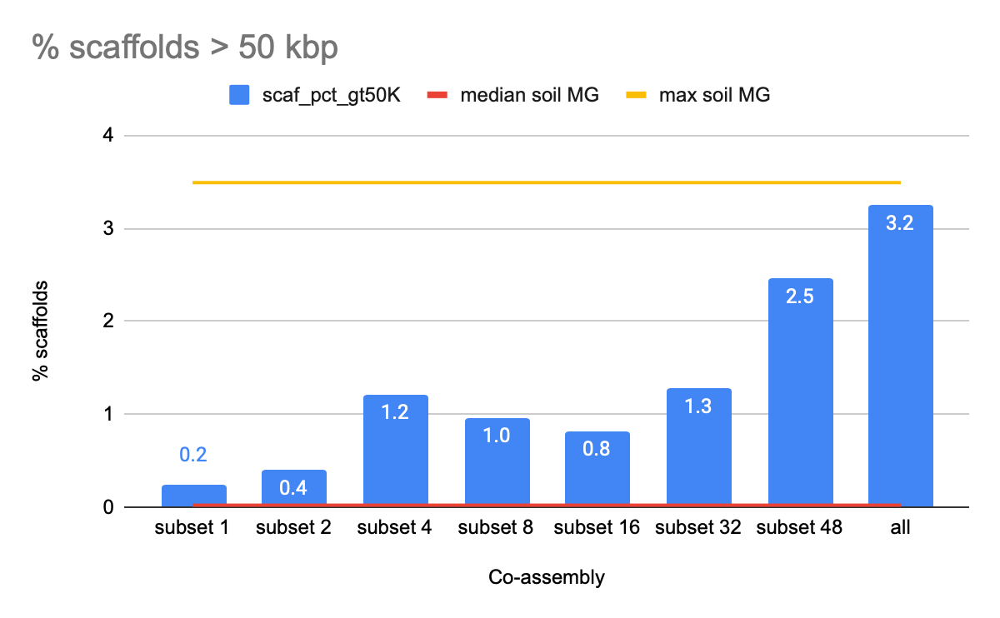 % scaffolds > 50 kbp
scaf_pct_gt50K median soil MG max soil MG
4
3
2
1
0
% scaffolds
0.2
0.4
1.2
1.0
0.8
1.3
2.5
3.2
subset 1 subset 2 subset 4 subset 8 subset 16 subset 32 subset 48 all
Co-assembly